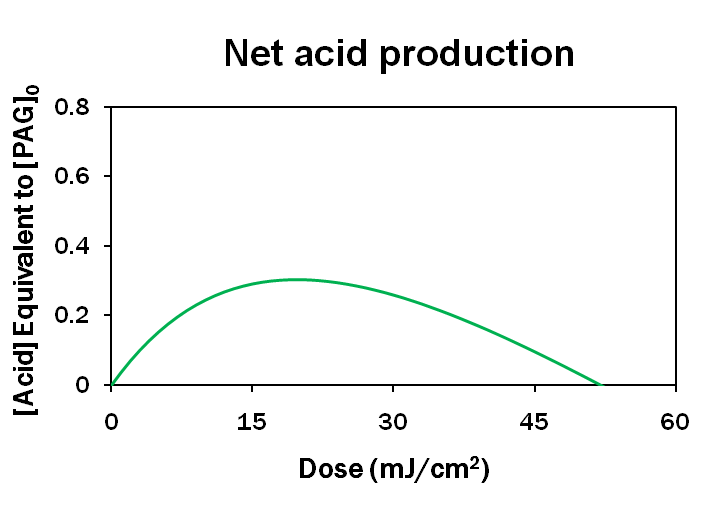 Net acid production
[Acid] Equivalent to [PAG]₀
0.8
0.6
0.4
0.2
0
0 15 30 45 60
Dose (mJ/cm²)